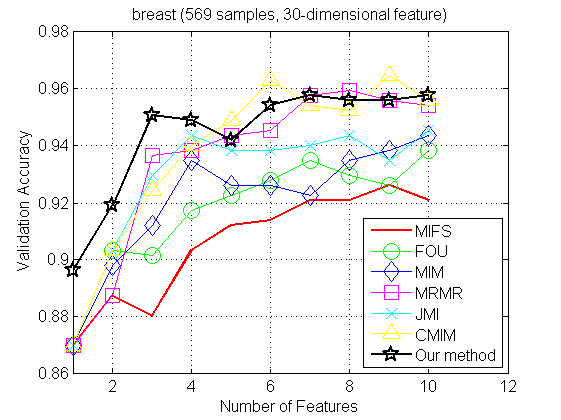 breast (569 samples, 30-dimensional feature)
0.98
0.96
0.94
0.92
0.9
0.88
0.86
Validation Accuracy
MIFS
FOU
MIM
MRMR
JMI
CMIM
Our method
2
4
6
8
10
12
Number of Features